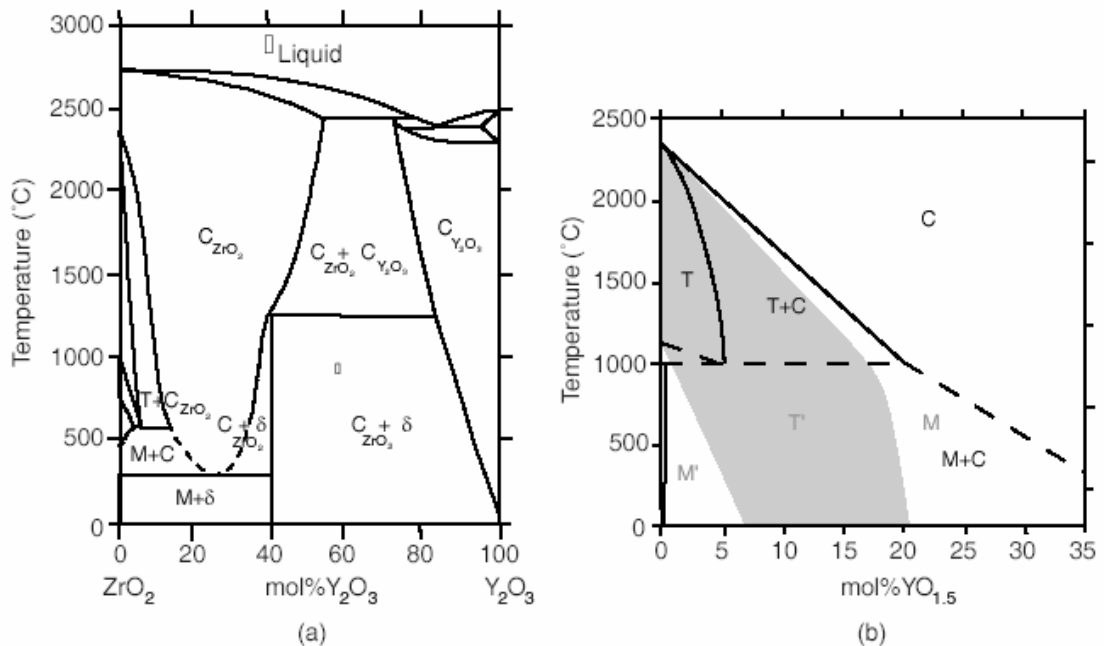 3000
2500
2000
1500
1000
500
0
Temperature (˚C)
Liquid
C ZrO₂
C ZrO₂ + C Y₂O₃
C Y₂O₃
T+C ZrO₂
C ZrO₂ + δ
C ZrO₂ + δ
M+C
M+δ
0 20 40 60 80 100
ZrO₂ mol%Y₂O₃ Y₂O₃
(a)
2500
2000
1500
1000
500
0
Temperature (˚C)
C
T
T+C
T'
M
M+C
M'
0 5 10 15 20 25 30 35
mol%YO₁.₅
(b)